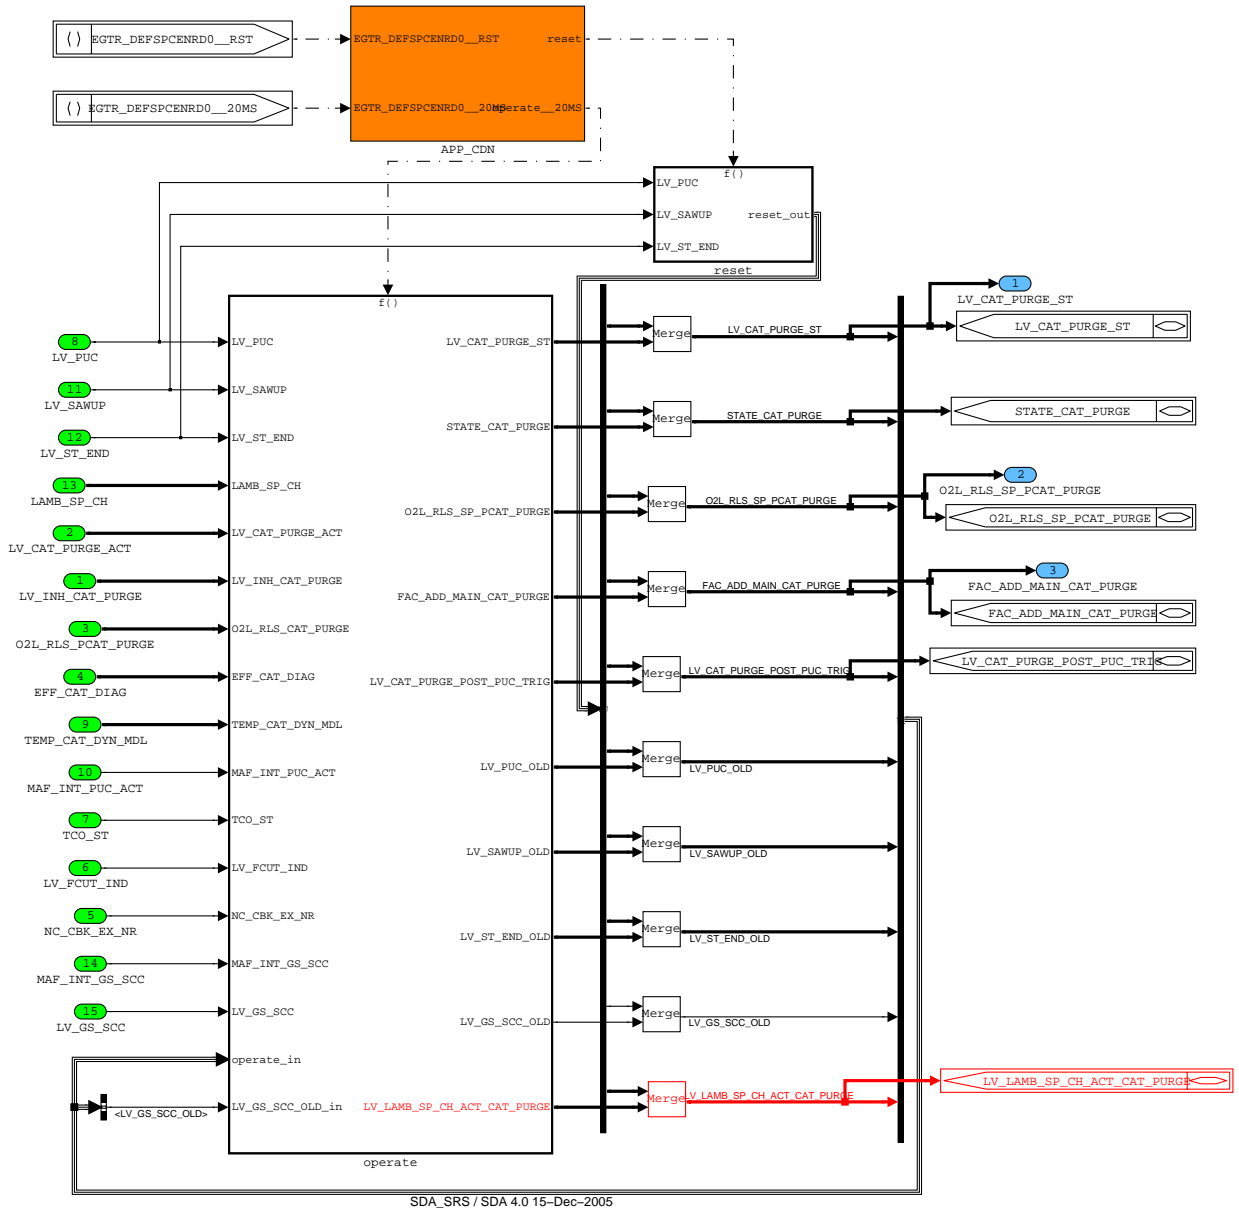 EGTR_DEFSPCENRD0__RST
EGTR_DEFSPCENRD0__RST
reset
EGTR_DEFSPCENRD0__20MS
EGTR_DEFSPCENRD0__20MS
operate__20MS
APP_CDN
f()
LV_PUC
LV_SAWUP
reset_out
LV_ST_END
reset
f()
1
LV_CAT_PURGE_ST
8
LV_PUC
LV_PUC
LV_CAT_PURGE_ST
Merge
LV_CAT_PURGE_ST
LV_CAT_PURGE_ST
11
LV_SAWUP
LV_SAWUP
STATE_CAT_PURGE
Merge
STATE_CAT_PURGE
STATE_CAT_PURGE
12
LV_ST_END
LV_ST_END
13
LAMB_SP_CH
LAMB_SP_CH
O2L_RLS_SP_PCAT_PURGE
Merge
O2L_RLS_SP_PCAT_PURGE
2
O2L_RLS_SP_PCAT_PURGE
O2L_RLS_SP_PCAT_PURGE
2
LV_CAT_PURGE_ACT
LV_CAT_PURGE_ACT
1
LV_INH_CAT_PURGE
LV_INH_CAT_PURGE
FAC_ADD_MAIN_CAT_PURGE
Merge
FAC_ADD_MAIN_CAT_PURGE
3
FAC_ADD_MAIN_CAT_PURGE
FAC_ADD_MAIN_CAT_PURGE
3
O2L_RLS_PCAT_PURGE
O2L_RLS_CAT_PURGE
4
EFF_CAT_DIAG
EFF_CAT_DIAG
LV_CAT_PURGE_POST_PUC_TRIG
Merge
LV_CAT_PURGE_POST_PUC_TRIG
LV_CAT_PURGE_POST_PUC_TRIG
9
TEMP_CAT_DYN_MDL
TEMP_CAT_DYN_MDL
10
MAF_INT_PUC_ACT
MAF_INT_PUC_ACT
LV_PUC_OLD
Merge
LV_PUC_OLD
7
TCO_ST
TCO_ST
LV_SAWUP_OLD
Merge
LV_SAWUP_OLD
6
LV_FCUT_IND
LV_FCUT_IND
5
NC_CBK_EX_NR
NC_CBK_EX_NR
LV_ST_END_OLD
Merge
LV_ST_END_OLD
14
MAF_INT_GS_SCC
MAF_INT_GS_SCC
15
LV_GS_SCC
LV_GS_SCC
LV_GS_SCC_OLD
Merge
LV_GS_SCC_OLD
operate_in
<LV_GS_SCC_OLD>
LV_GS_SCC_OLD_in
LV_LAMB_SP_CH_ACT_CAT_PURGE
Merge
LV_LAMB_SP_CH_ACT_CAT_PURGE
LV_LAMB_SP_CH_ACT_CAT_PURGE
operate
SDA_SRS / SDA 4.0 15–Dec–2005